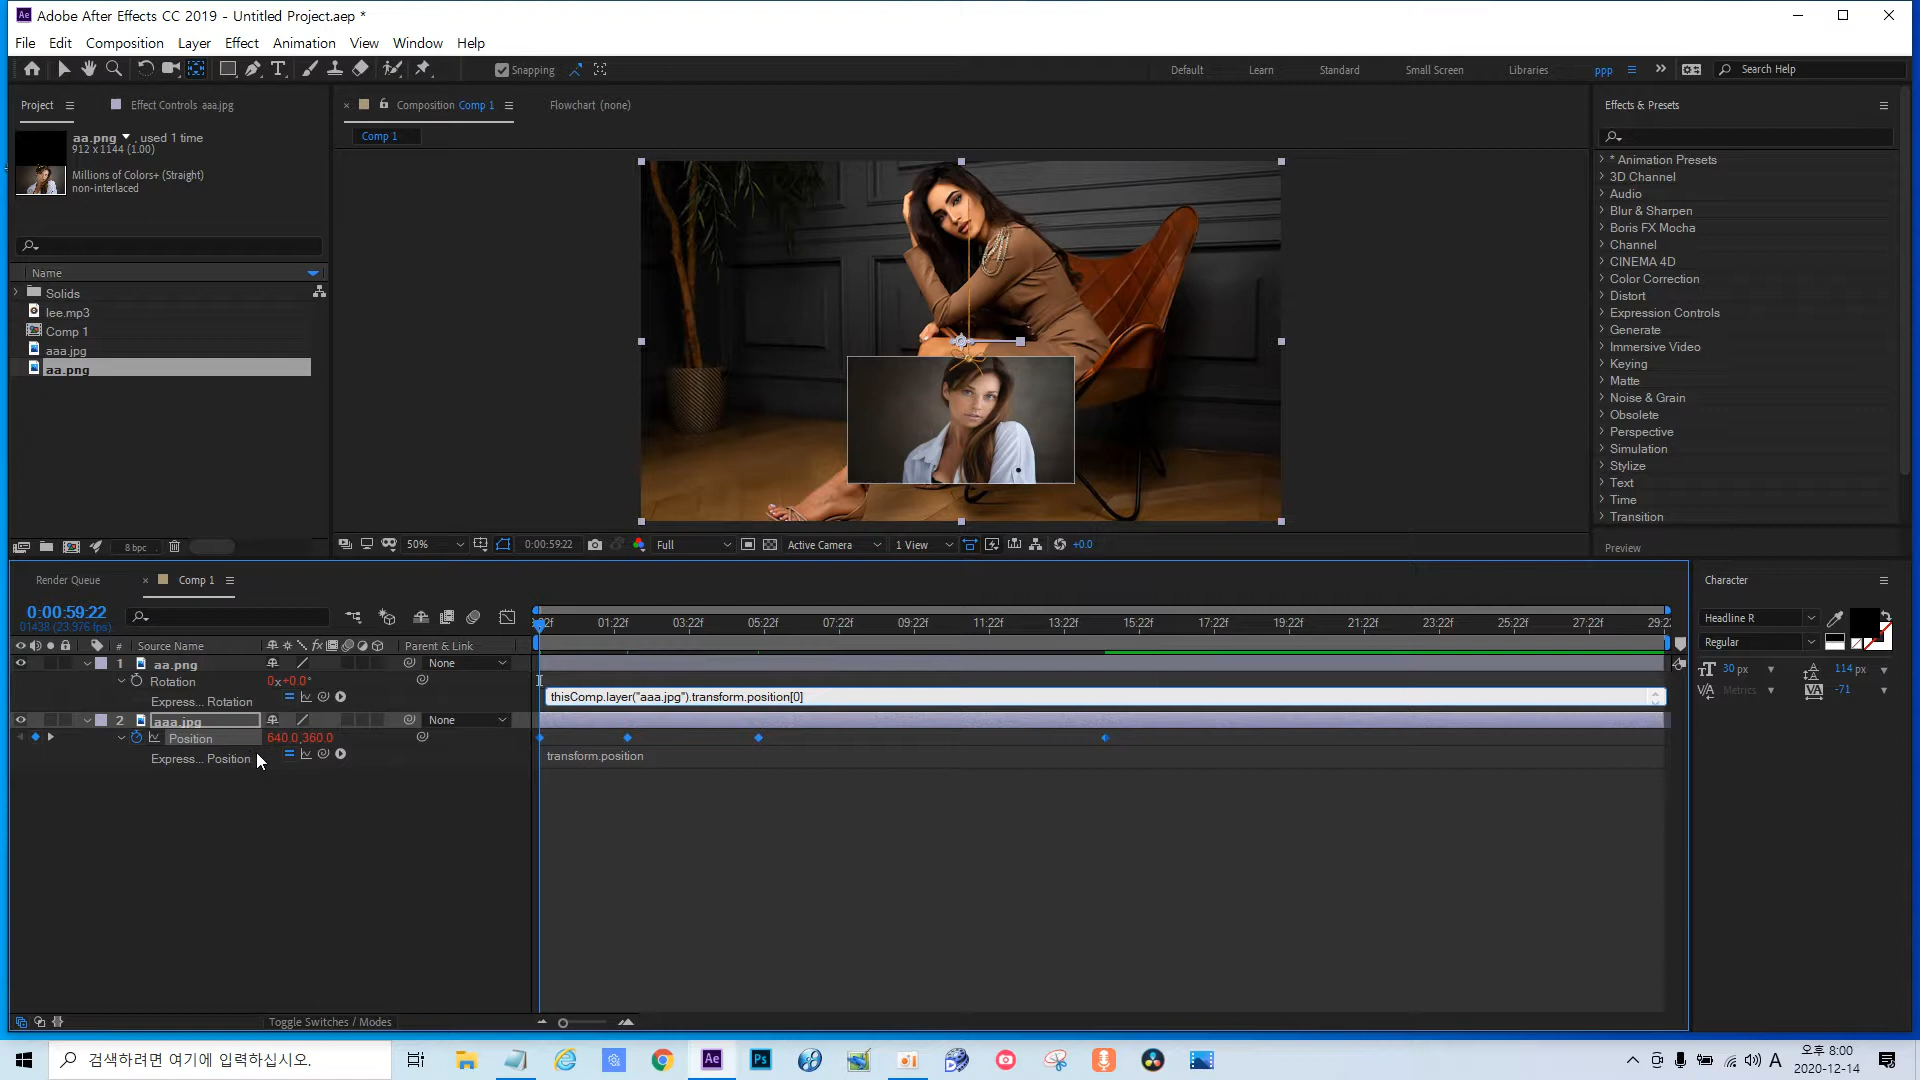 Adobe After Effects CC 2019 - Untitled Project.aep *
File Edit Composition Layer Effect Animation View Window Help
Snapping
Default Learn Standard Small Screen Libraries ppp
Search Help
Project Effect Controls aaa.jpg
aa.png , used 1 time
912 x 1144 (1.00)
Millions of Colors+ (Straight)
non-interlaced
Name
Solids
lee.mp3
Comp 1
aaa.jpg
aa.png
8 bpc
Composition Comp 1
Flowchart (none)
Comp 1
50% 0:00:59:22 Full Active Camera 1 View +0.0
Effects & Presets
* Animation Presets
3D Channel
Audio
Blur & Sharpen
Boris FX Mocha
Channel
CINEMA 4D
Color Correction
Distort
Expression Controls
Generate
Immersive Video
Keying
Matte
Noise & Grain
Obsolete
Perspective
Simulation
Stylize
Text
Time
Transition
Preview
Render Queue Comp 1
0:00:59:22
01438 (23.976 fps)
:22f 01:22f 03:22f 05:22f 07:22f 09:22f 11:22f 13:22f 15:22f 17:22f 19:22f 21:22f 23:22f 25:22f 27:22f 29:22
# Source Name Parent & Link
1 aa.png None
Rotation 0x+0.0°
Express... Rotation
thisComp.layer("aaa.jpg").transform.position[0]
2 aaa.jpg None
Position 640.0,360.0
Express... Position
transform.position
Toggle Switches / Modes
Character
Headline R
Regular
30 px 114 px
Metrics -71
검색하려면 여기에 입력하십시오.
A
오후 8:00
2020-12-14